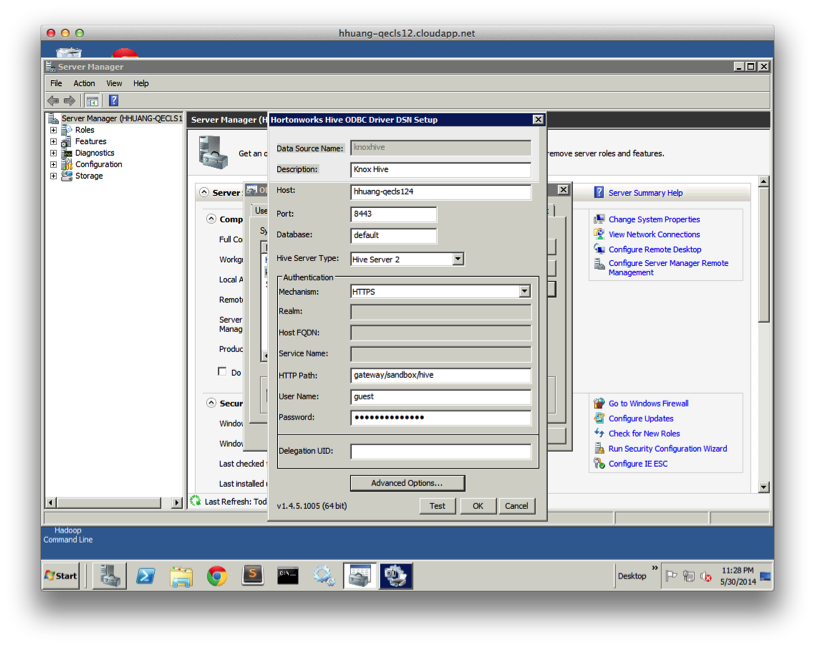 hhuang-qecls12.cloudapp.net
Server Manager
File Action View Help
Server Manager (HHUANG-QECLS1
Roles
Features
Diagnostics
Configuration
Storage
Server Manager (H
Get an
remove server roles and features.
Server
Server Summary Help
Comp
Full Co
Workg
Local A
Remot
Server
Manag
Produc
Do
Change System Properties
View Network Connections
Configure Remote Desktop
Configure Server Manager Remote
Management
Secur
Windov
Windov
Last checked
Last installed
Go to Windows Firewall
Configure Updates
Check for New Roles
Run Security Configuration Wizard
Configure IE ESC
Last Refresh: Tod
Use
Sy
Hortonworks Hive ODBC Driver DSN Setup
Data Source Name: knoxhive
Description: Knox Hive
Host: hhuang-qecls124
Port: 8443
Database: default
Hive Server Type: Hive Server 2
Authentication
Mechanism: HTTPS
Realm:
Host FQDN:
Service Name:
HTTP Path: gateway/sandbox/hive
User Name: guest
Password: ••••••••••••••
Delegation UID:
Advanced Options...
v1.4.5.1005 (64 bit) Test OK Cancel
Hadoop
Command Line
Start
Desktop
11:28 PM
5/30/2014